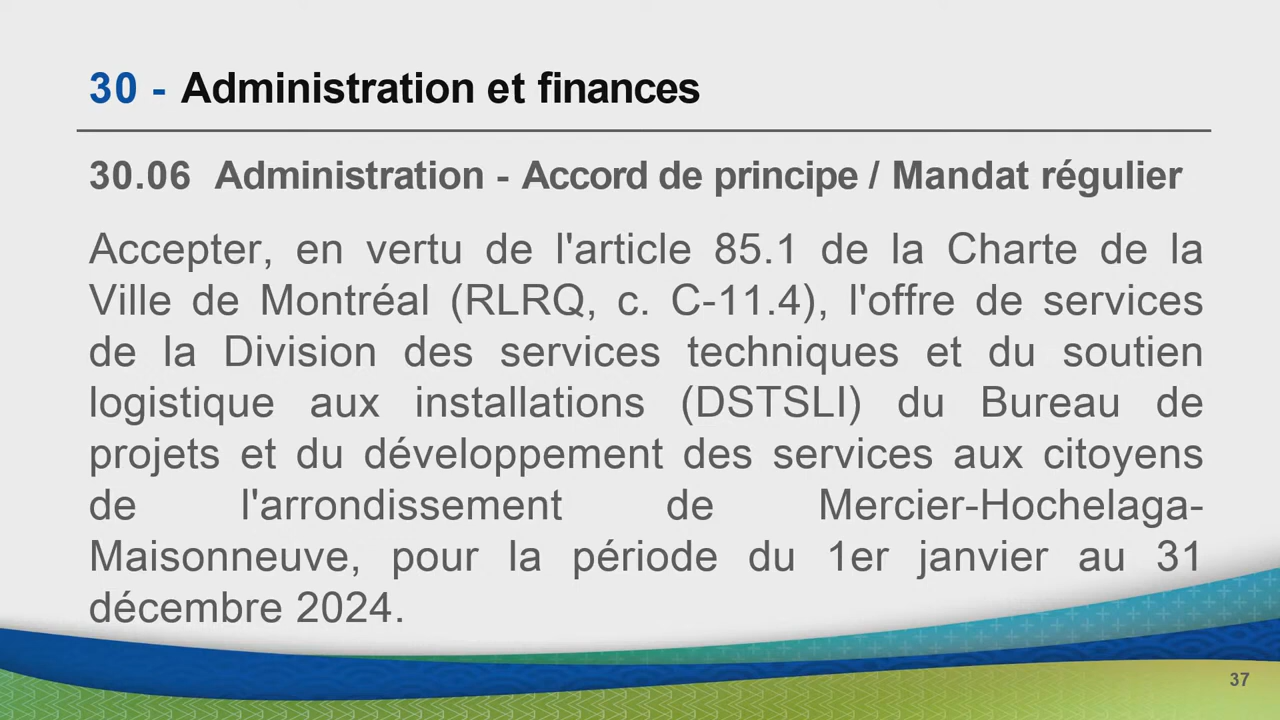 30 - Administration et finances
30.06 Administration - Accord de principe / Mandat régulier
Accepter, en vertu de l'article 85.1 de la Charte de la
Ville de Montréal (RLRQ, c. C-11.4), l'offre de services
de la Division des services techniques et du soutien
logistique aux installations (DSTSLI) du Bureau de
projets et du développement des services aux citoyens
de l'arrondissement de Mercier-Hochelaga-
Maisonneuve, pour la période du 1er janvier au 31
décembre 2024.
37